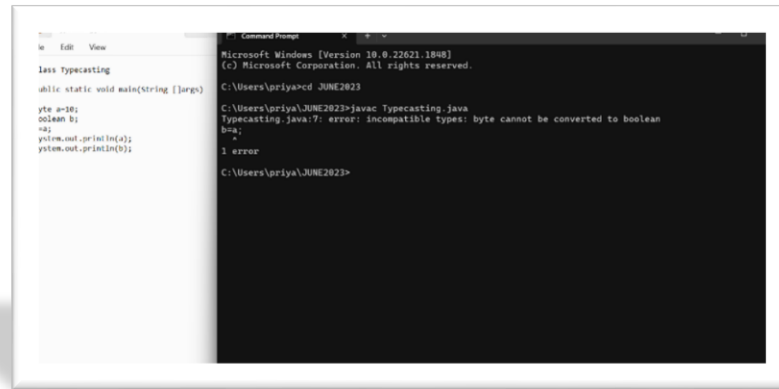 Edit View
lass Typecasting
ublic static void main(String []args)
yte a=10;
oolean b;
=a;
ystem.out.println(a);
ystem.out.println(b);
Command Prompt
Microsoft Windows [Version 10.0.22621.1848]
(c) Microsoft Corporation. All rights reserved.
C:\Users\priya>cd JUNE2023
C:\Users\priya\JUNE2023>javac Typecasting.java
Typecasting.java:7: error: incompatible types: byte cannot be converted to boolean
b=a;
^
1 error
C:\Users\priya\JUNE2023>